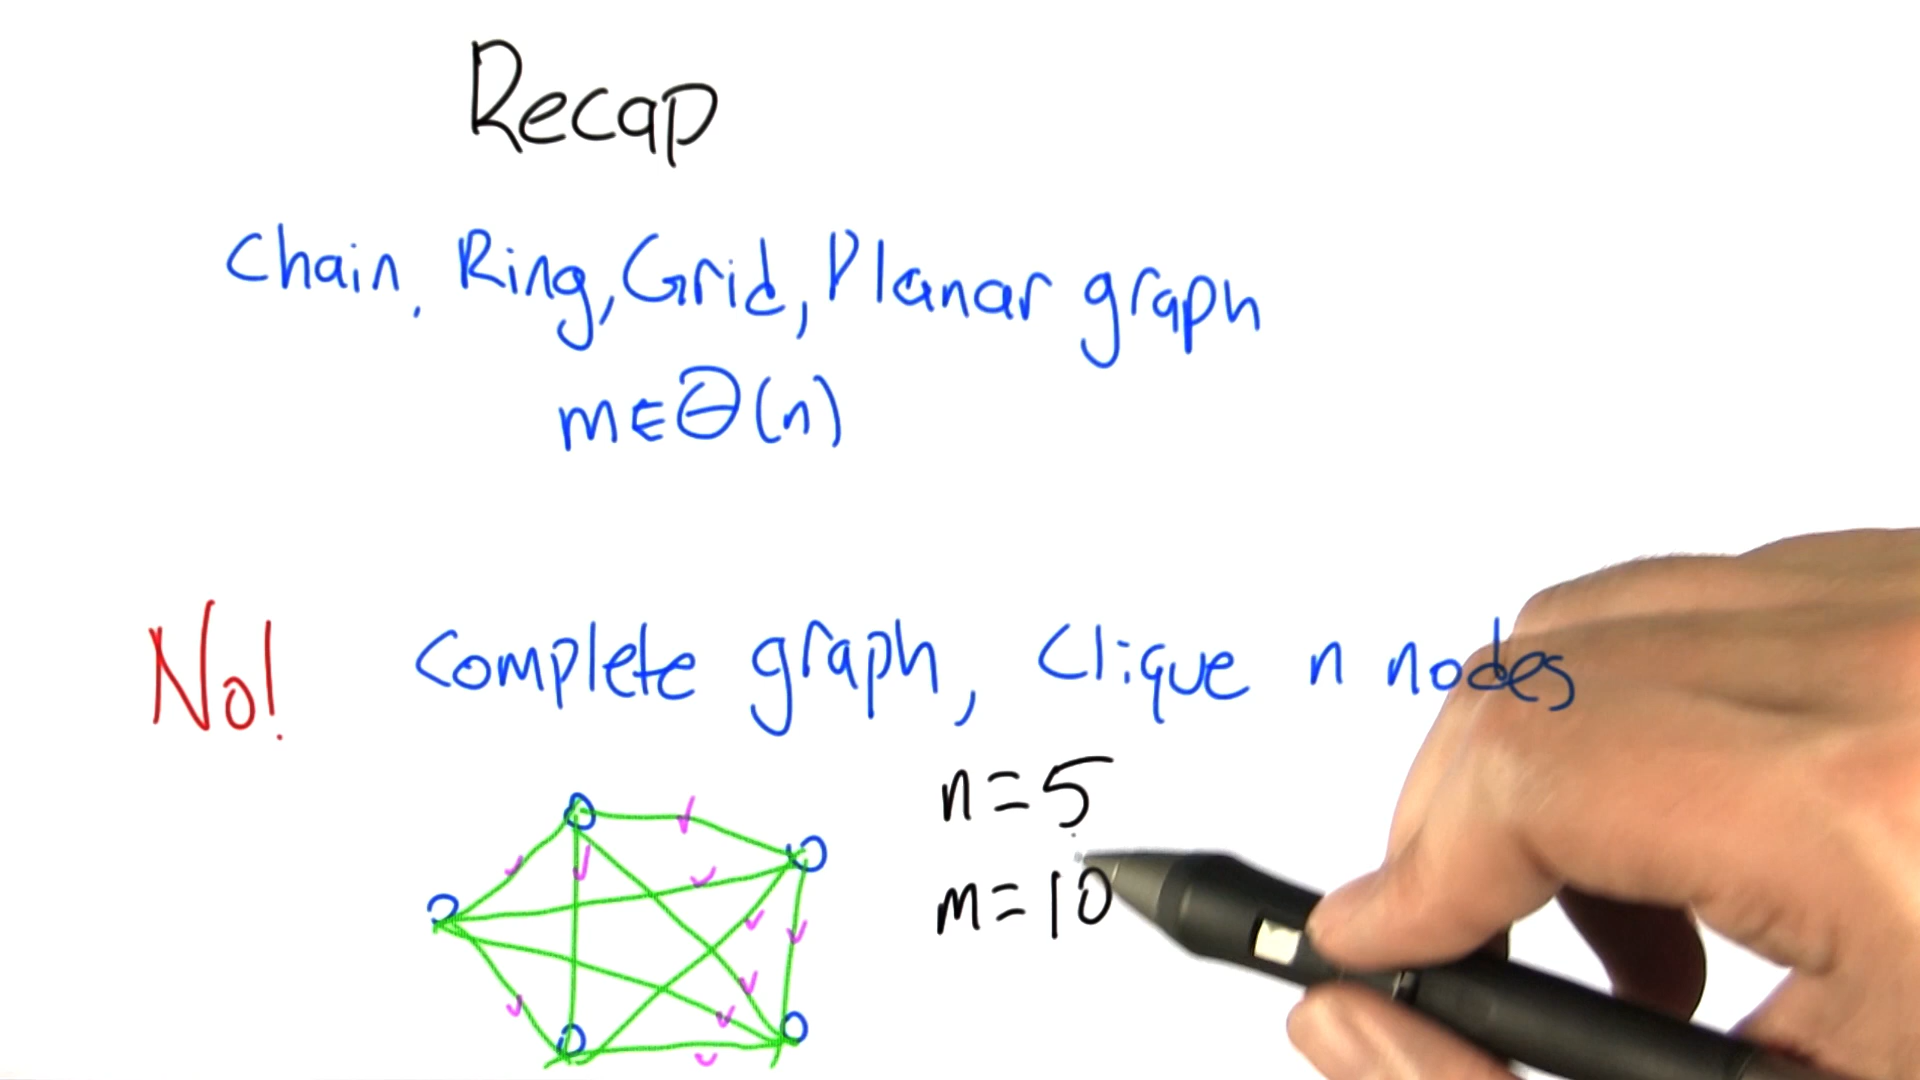 Recap
Chain, Ring, Grid, Planar graph
m∈Θ(n)
No! Complete graph, Clique n nodes
n=5
m=10